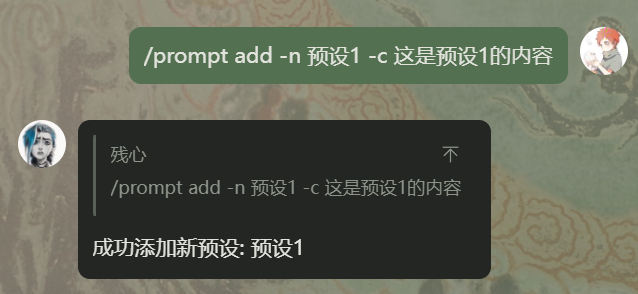 /prompt add -n 预设1 -c 这是预设1的内容
残心
/prompt add -n 预设1 -c 这是预设1的内容
成功添加新预设: 预设1